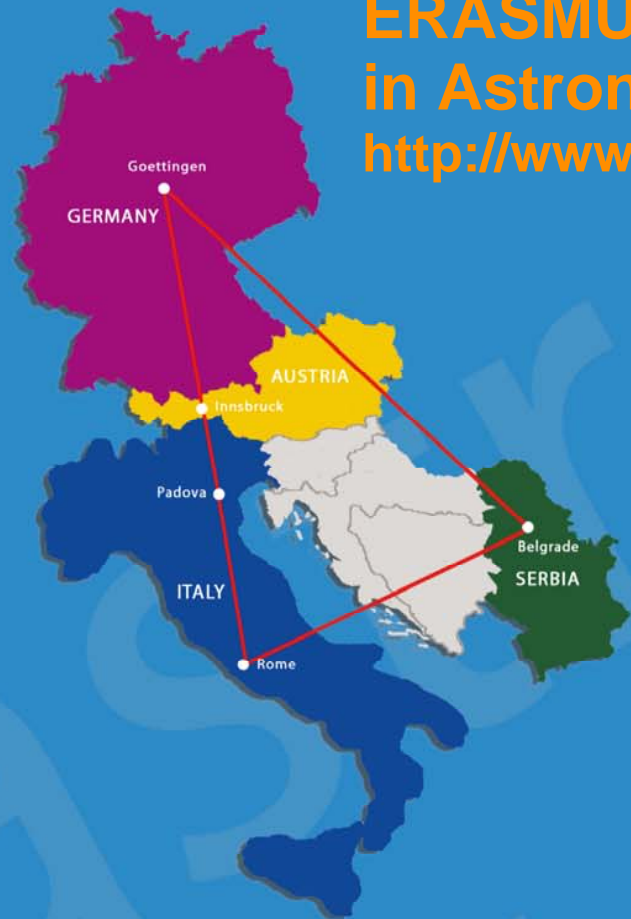 ERASMU
in Astron
http://www
Goettingen
GERMANY
AUSTRIA
Innsbruck
Padova
Belgrade
SERBIA
ITALY
Rome